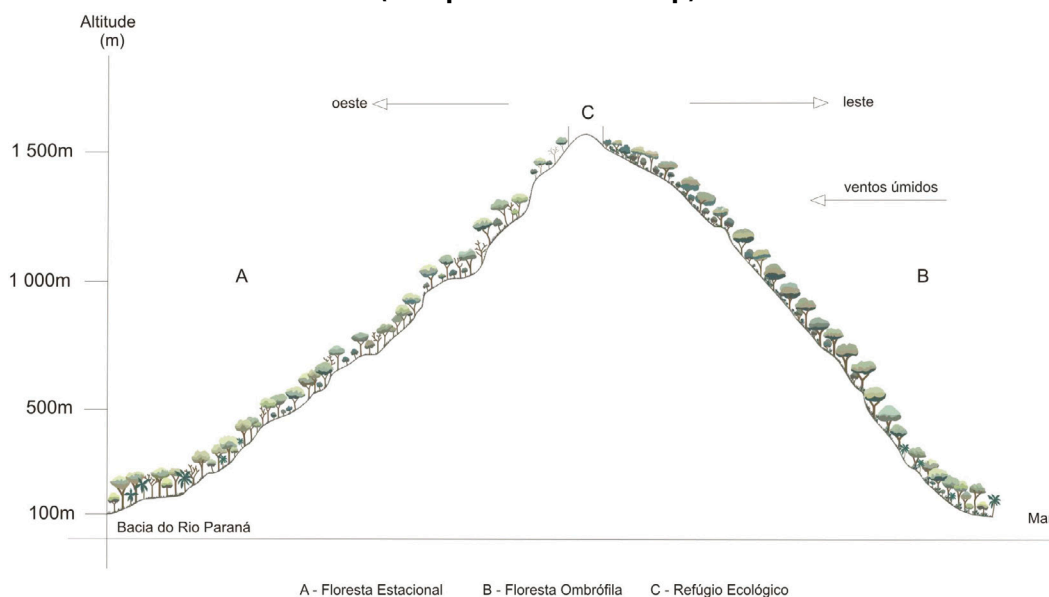 Altitude
(m)
oeste
C
leste
1 500m
ventos úmidos
A
1 000m
B
500m
100m
Bacia do Rio Paraná
A - Floresta Estacional B - Floresta Ombrófila C - Refúgio Ecológico